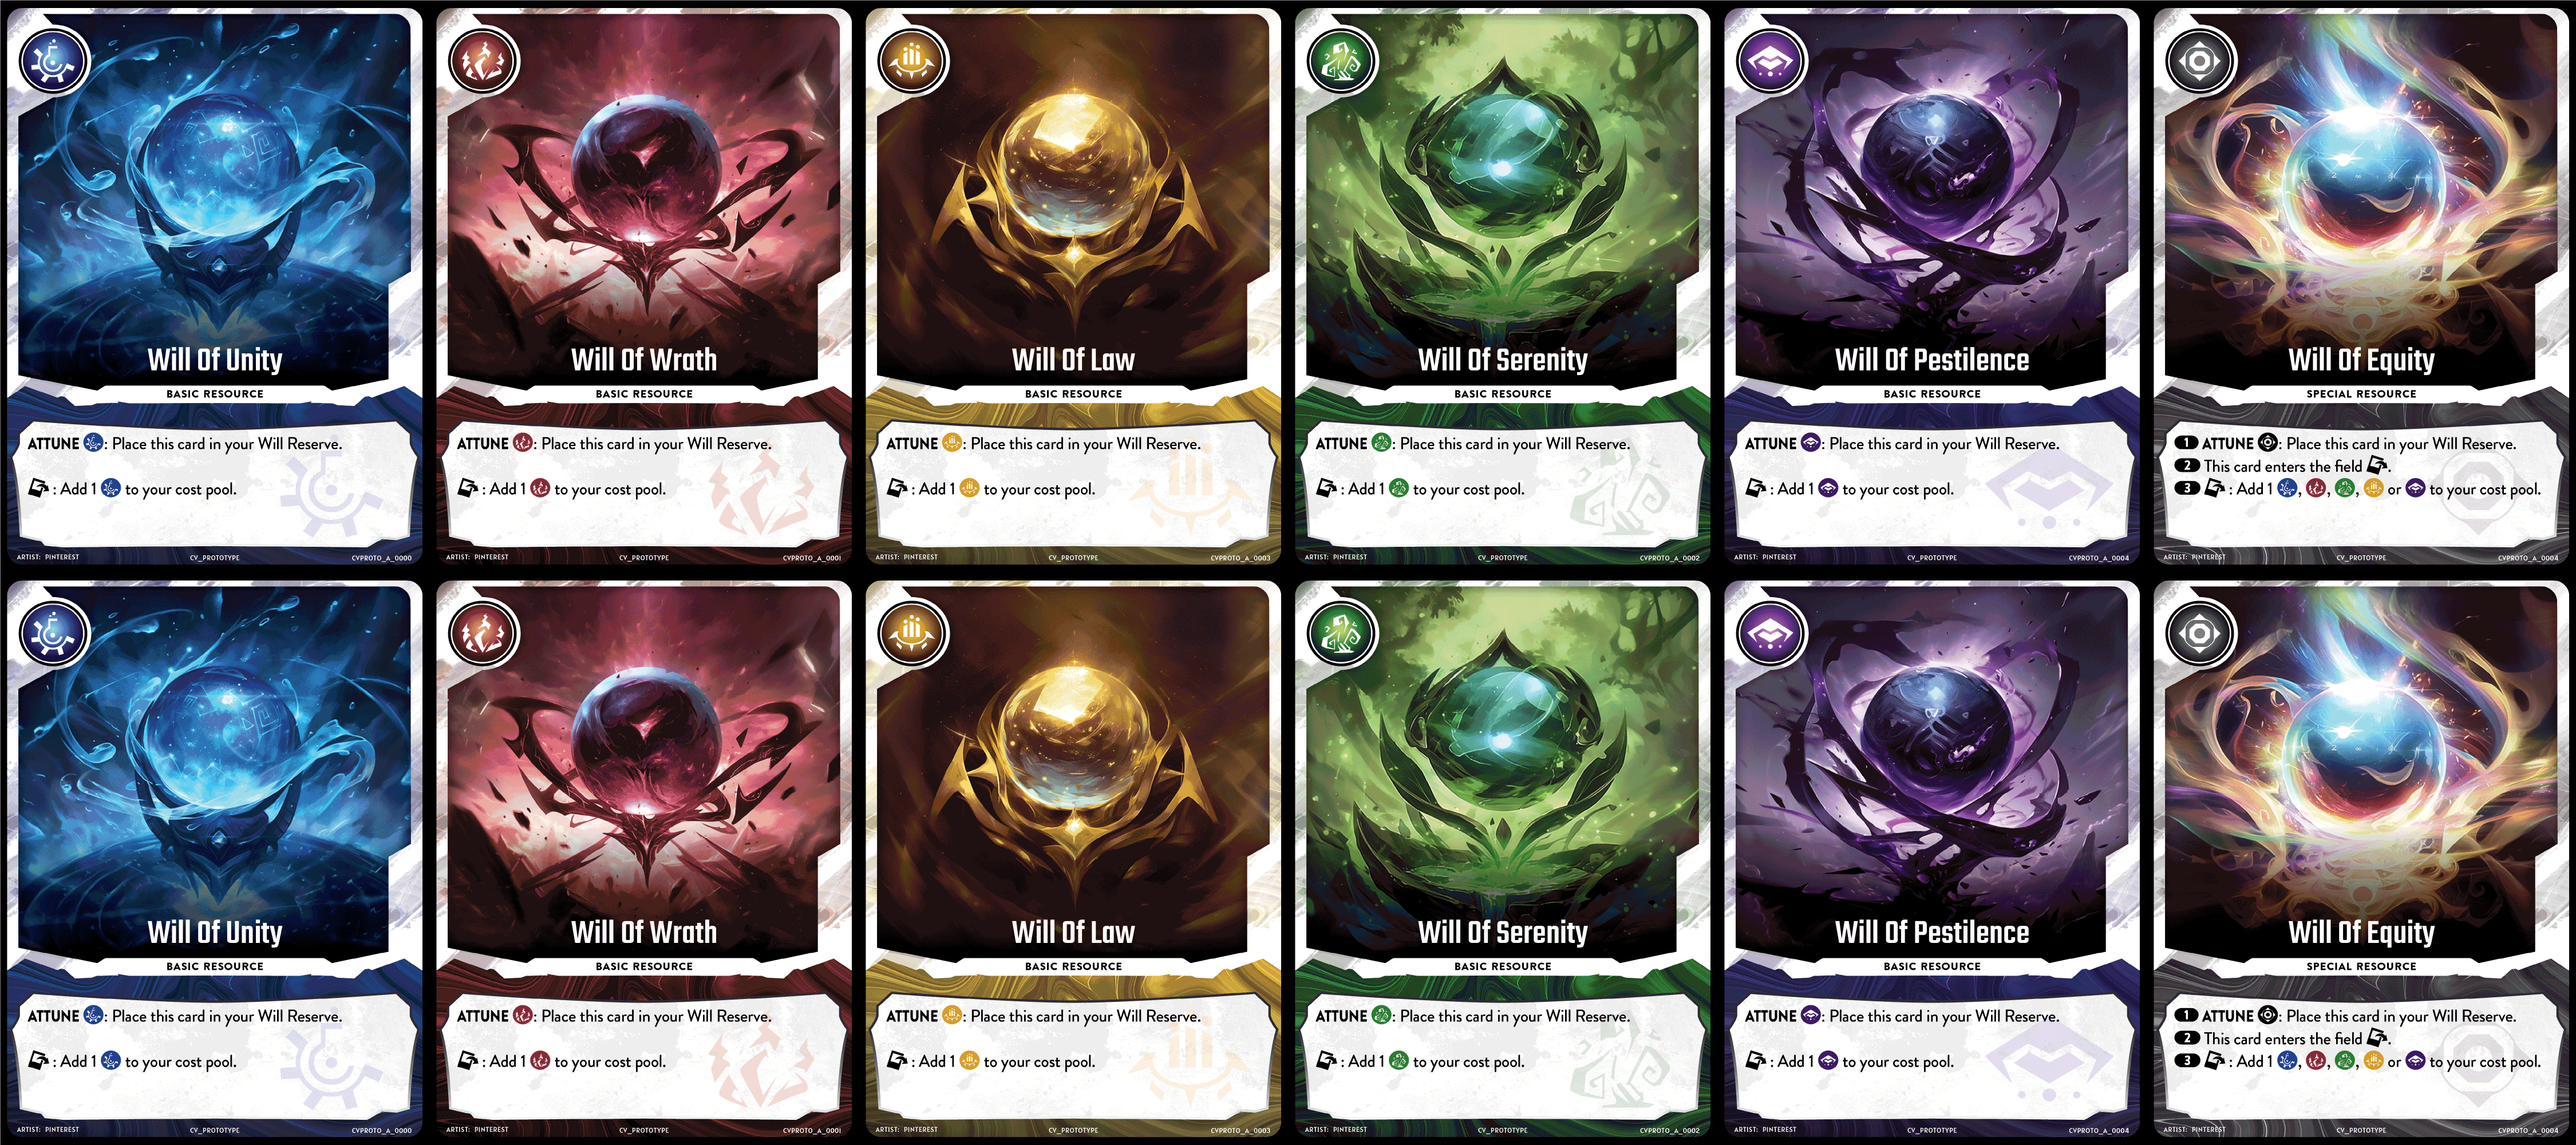 Will Of Unity
BASIC RESOURCE
ATTUNE : Place this card in your Will Reserve.
: Add 1 to your cost pool.
ARTIST: PINTEREST CV_PROTOTYPE CVPROTO_A_0000
Will Of Wrath
BASIC RESOURCE
ATTUNE : Place this card in your Will Reserve.
: Add 1 to your cost pool.
ARTIST: PINTEREST CV_PROTOTYPE CVPROTO_A_0001
Will Of Law
BASIC RESOURCE
ATTUNE : Place this card in your Will Reserve.
: Add 1 to your cost pool.
ARTIST: PINTEREST CV_PROTOTYPE CVPROTO_A_0003
Will Of Serenity
BASIC RESOURCE
ATTUNE : Place this card in your Will Reserve.
: Add 1 to your cost pool.
ARTIST: PINTEREST CV_PROTOTYPE CVPROTO_A_0002
Will Of Pestilence
BASIC RESOURCE
ATTUNE : Place this card in your Will Reserve.
: Add 1 to your cost pool.
ARTIST: PINTEREST CV_PROTOTYPE CVPROTO_A_0004
Will Of Equity
SPECIAL RESOURCE
1 ATTUNE : Place this card in your Will Reserve.
2 This card enters the field .
3 : Add 1 , , , or to your cost pool.
ARTIST: PINTEREST CV_PROTOTYPE CVPROTO_A_0004
Will Of Unity
BASIC RESOURCE
ATTUNE : Place this card in your Will Reserve.
: Add 1 to your cost pool.
ARTIST: PINTEREST CV_PROTOTYPE CVPROTO_A_0000
Will Of Wrath
BASIC RESOURCE
ATTUNE : Place this card in your Will Reserve.
: Add 1 to your cost pool.
ARTIST: PINTEREST CV_PROTOTYPE CVPROTO_A_0001
Will Of Law
BASIC RESOURCE
ATTUNE : Place this card in your Will Reserve.
: Add 1 to your cost pool.
ARTIST: PINTEREST CV_PROTOTYPE CVPROTO_A_0003
Will Of Serenity
BASIC RESOURCE
ATTUNE : Place this card in your Will Reserve.
: Add 1 to your cost pool.
ARTIST: PINTEREST CV_PROTOTYPE CVPROTO_A_0002
Will Of Pestilence
BASIC RESOURCE
ATTUNE : Place this card in your Will Reserve.
: Add 1 to your cost pool.
ARTIST: PINTEREST CV_PROTOTYPE CVPROTO_A_0004
Will Of Equity
SPECIAL RESOURCE
1 ATTUNE : Place this card in your Will Reserve.
2 This card enters the field .
3 : Add 1 , , , or to your cost pool.
ARTIST: PINTEREST CV_PROTOTYPE CVPROTO_A_0004